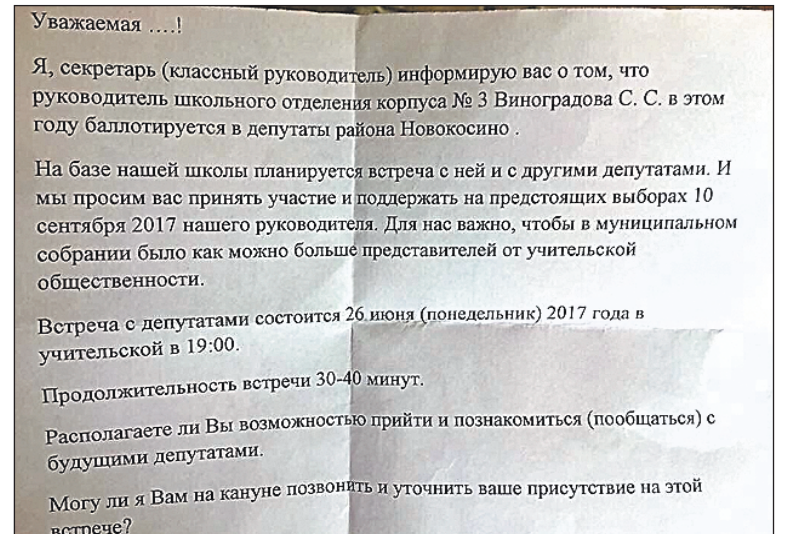 Уважаемая ....!
Я, секретарь (классный руководитель) информирую вас о том, что
руководитель школьного отделения корпуса № 3 Виноградова С. С. в этом
году баллотируется в депутаты района Новокосино .
На базе нашей школы планируется встреча с ней и с другими депутатами. И
мы просим вас принять участие и поддержать на предстоящих выборах 10
сентября 2017 нашего руководителя. Для нас важно, чтобы в муниципальном
собрании было как можно больше представителей от учительской
общественности.
Встреча с депутатами состоится 26 июня (понедельник) 2017 года в
учительской в 19:00.
Продолжительность встречи 30-40 минут.
Располагаете ли Вы возможностью прийти и познакомиться (пообщаться) с
будущими депутатами.
Могу ли я Вам на кануне позвонить и уточнить ваше присутствие на этой
встрече?